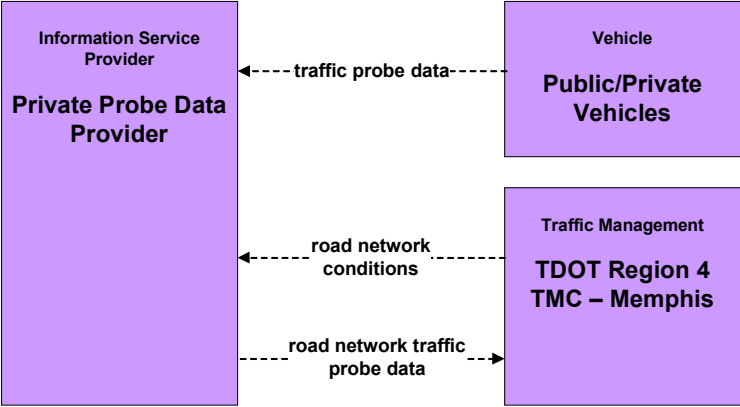 Information Service
Provider
Private Probe Data
Provider
traffic probe data
Vehicle
Public/Private
Vehicles
road network
conditions
Traffic Management
TDOT Region 4
TMC – Memphis
road network traffic
probe data